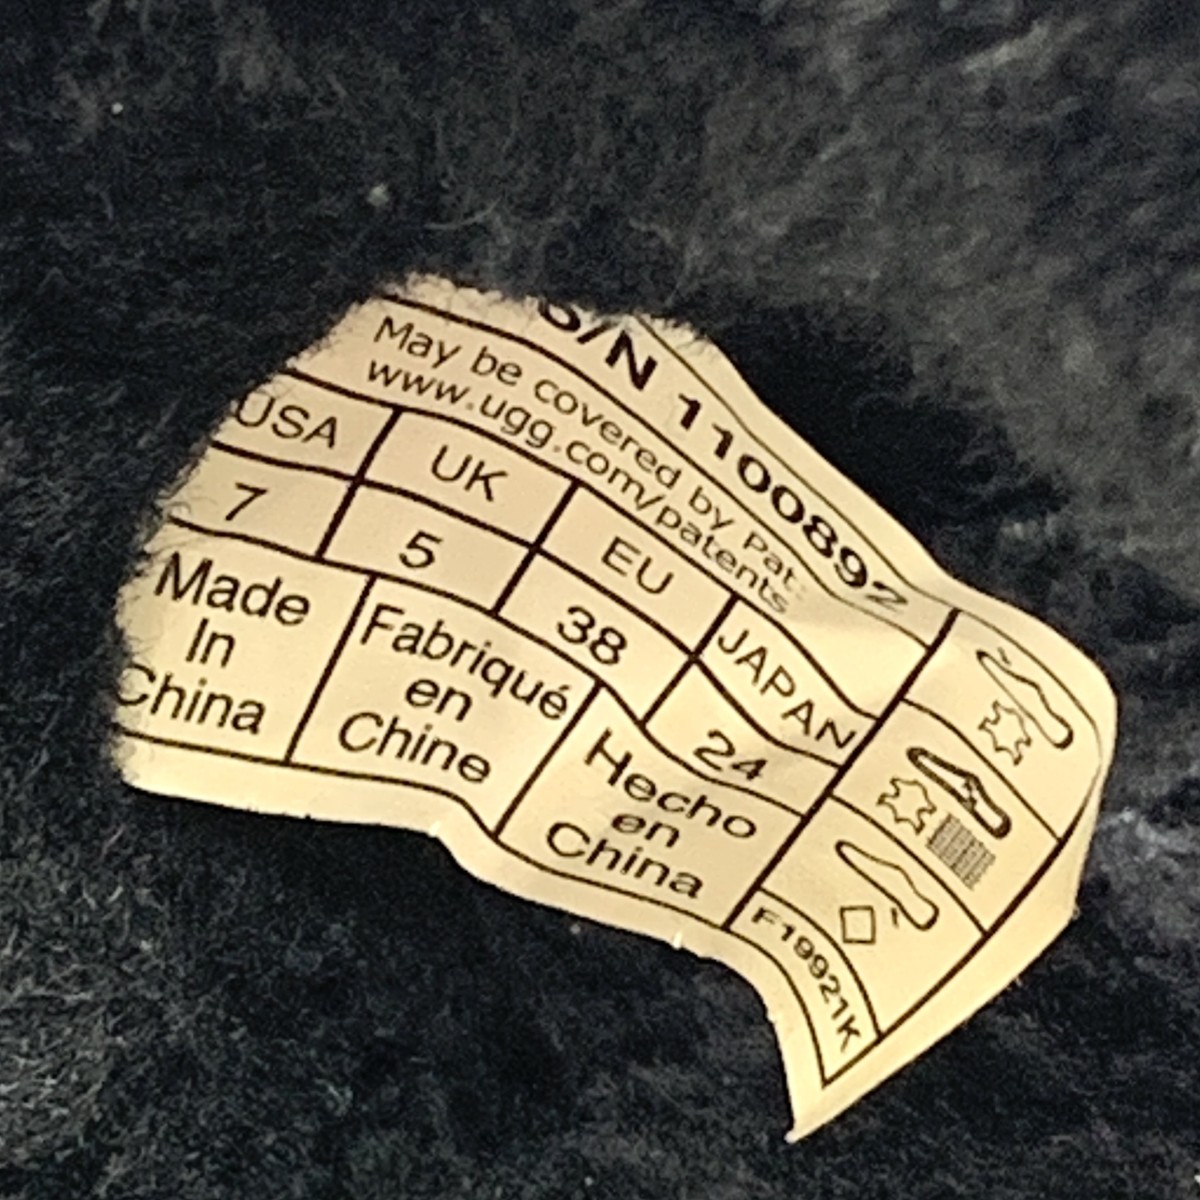 S/N 1100892
May be covered by Pat.
www.ugg.com/patents
USA UK EU JAPAN
7 5 38 24
Made
In
China
Fabriqué
en
Chine
Hecho
en
China
F19921K